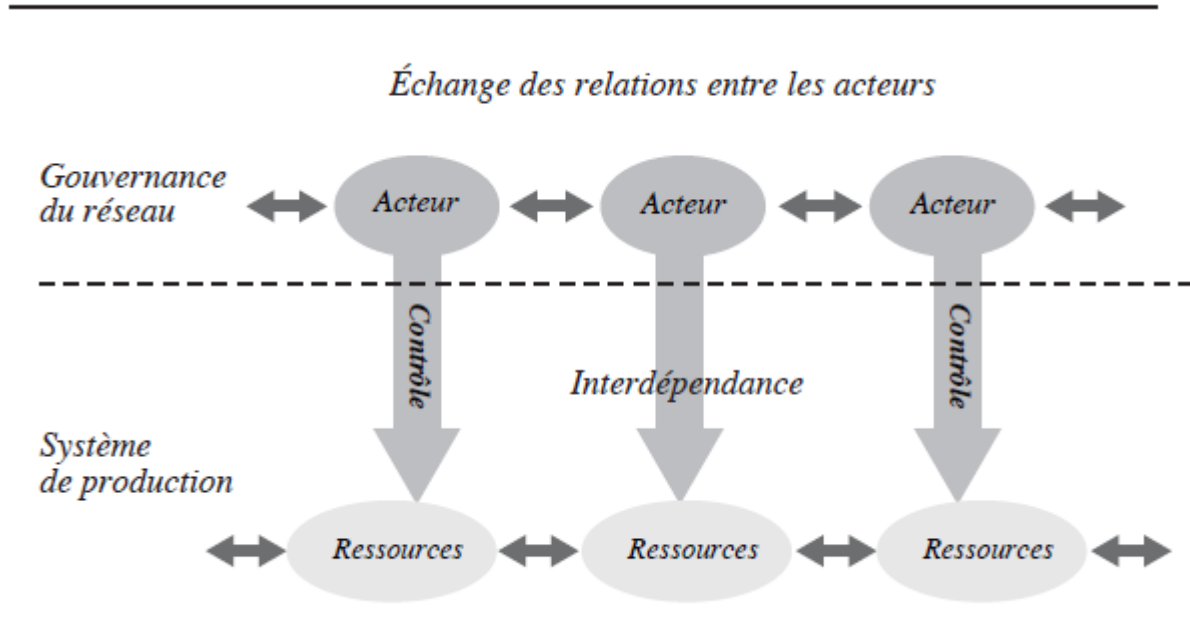 Échange des relations entre les acteurs
Gouvernance
du réseau
Acteur
Acteur
Acteur
Contrôle
Contrôle
Interdépendance
Système
de production
Ressources
Ressources
Ressources